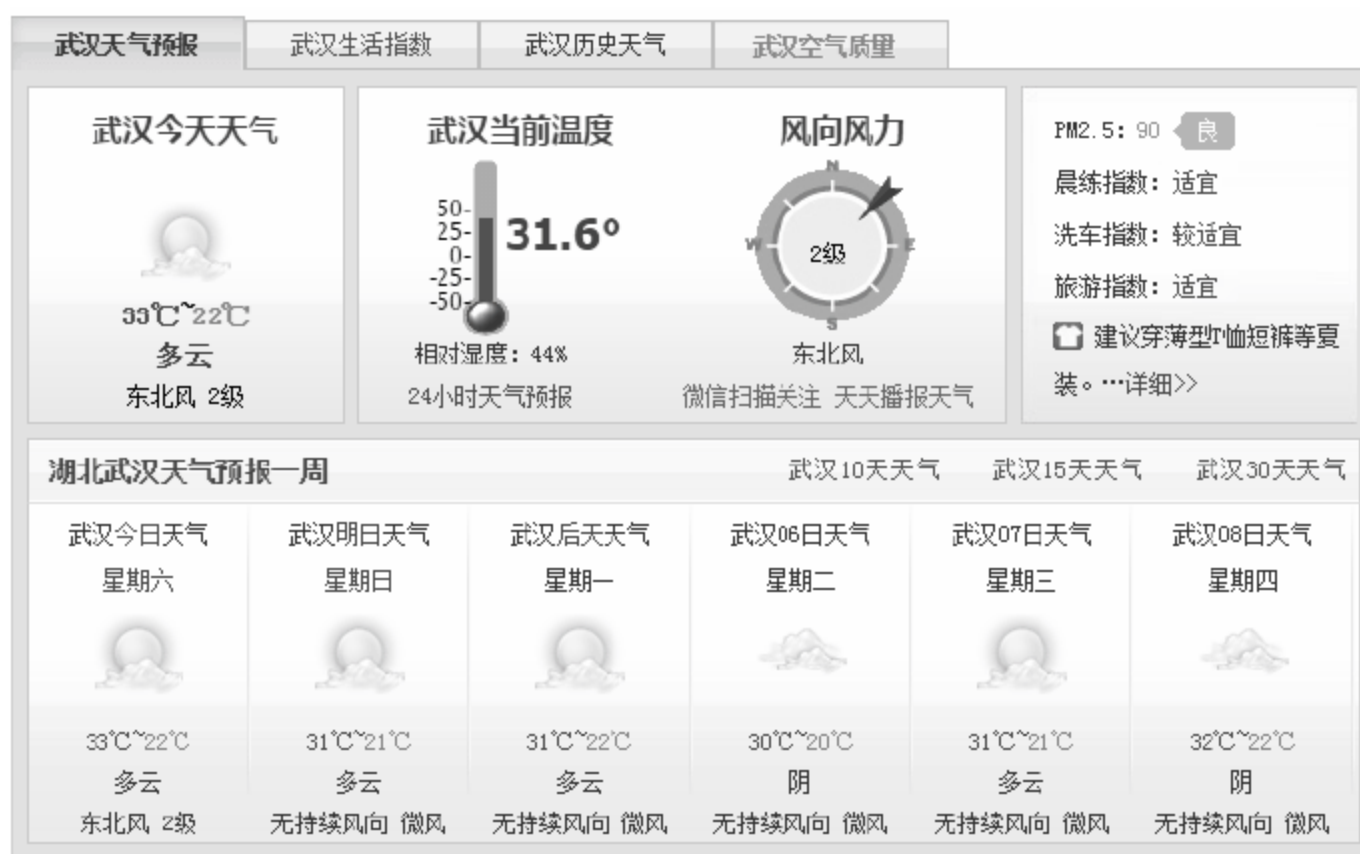 武汉天气预报 武汉生活指数 武汉历史天气 武汉空气质量
武汉今天天气
33℃~22℃
多云
东北风 2级
武汉当前温度
50-
25-
0-
-25-
-50-
31.6°
相对湿度：44%
24小时天气预报
风向风力
N
W
E
S
2级
东北风
微信扫描关注 天天播报天气
PM2.5: 90 良
晨练指数：适宜
洗车指数：较适宜
旅游指数：适宜
建议穿薄型T恤短裤等夏
装。…详细>>
湖北武汉天气预报一周 武汉10天天气 武汉15天天气 武汉30天天气
武汉今日天气 武汉明日天气 武汉后天天气 武汉06日天气 武汉07日天气 武汉08日天气
星期六 星期日 星期一 星期二 星期三 星期四
33℃~22℃ 31℃~21℃ 31℃~22℃ 30℃~20℃ 31℃~21℃ 32℃~22℃
多云 多云 多云 阴 多云 阴
东北风 2级 无持续风向 微风 无持续风向 微风 无持续风向 微风 无持续风向 微风 无持续风向 微风